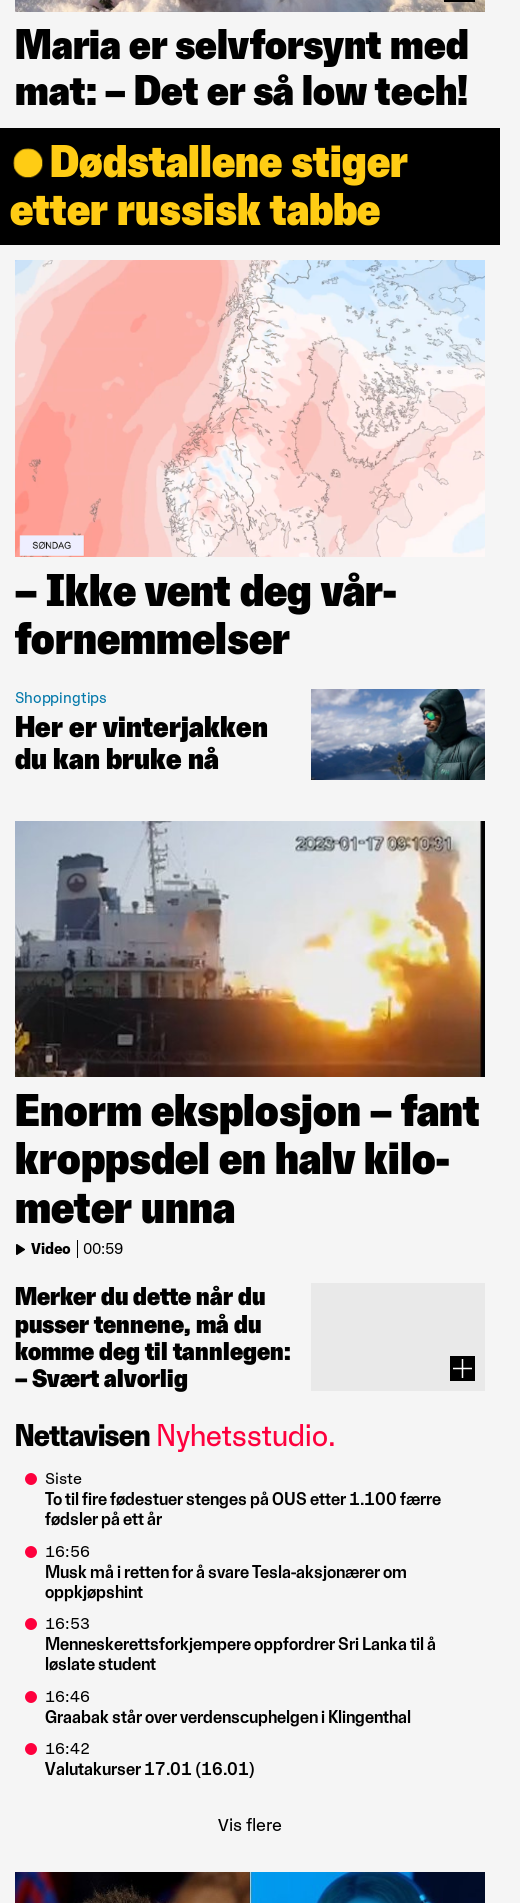 Maria er selvforsynt med
mat: – Det er så low tech!
Dødstallene stiger
etter russisk tabbe
SØNDAG
– Ikke vent deg vår-
fornemmelser
Shoppingtips
Her er vinterjakken
du kan bruke nå
2023-01-17 09:10:31
Enorm eksplosjon – fant
kroppsdel en halv kilo-
meter unna
Video | 00:59
Merker du dette når du
pusser tennene, må du
komme deg til tannlegen:
– Svært alvorlig
Nettavisen Nyhetsstudio.
Siste
To til fire fødestuer stenges på OUS etter 1.100 færre
fødsler på ett år
16:56
Musk må i retten for å svare Tesla-aksjonærer om
oppkjøpshint
16:53
Menneskerettsforkjempere oppfordrer Sri Lanka til å
løslate student
16:46
Graabak står over verdenscuphelgen i Klingenthal
16:42
Valutakurser 17.01 (16.01)
Vis flere